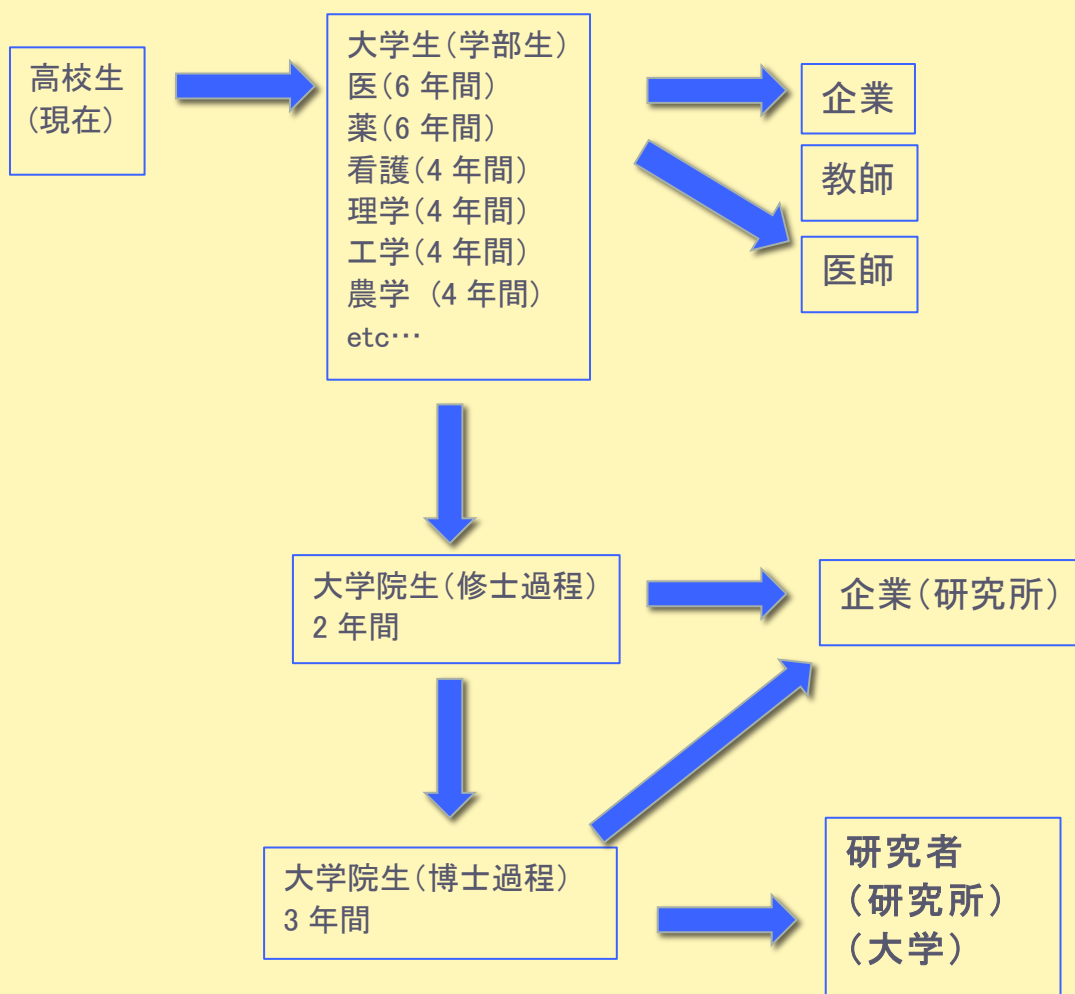 高校生
(現在)
大学生(学部生)
医(6 年間)
薬(6 年間)
看護(4 年間)
理学(4 年間)
工学(4 年間)
農学 (4 年間)
etc…
企業
教師
医師
大学院生(修士過程)
2 年間
企業(研究所)
大学院生(博士過程)
3 年間
研究者
(研究所)
(大学)